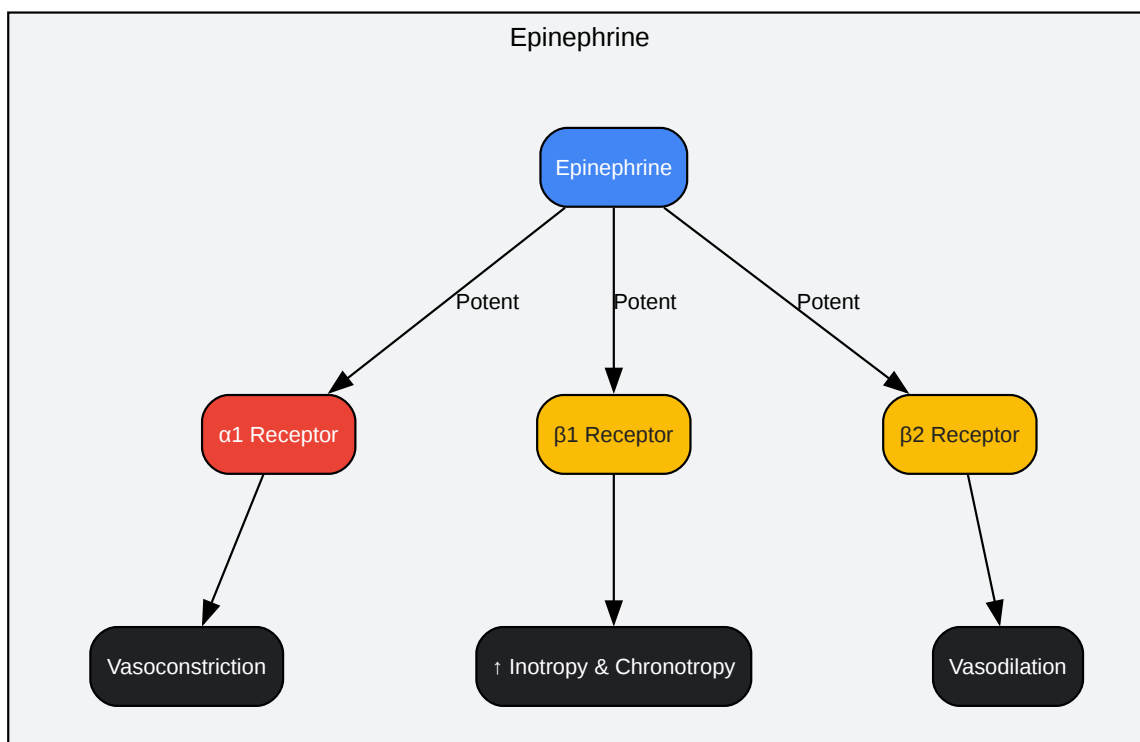 Epinephrine
Epinephrine
Potent
Potent
Potent
α1 Receptor
β1 Receptor
β2 Receptor
Vasoconstriction
↑ Inotropy & Chronotropy
Vasodilation